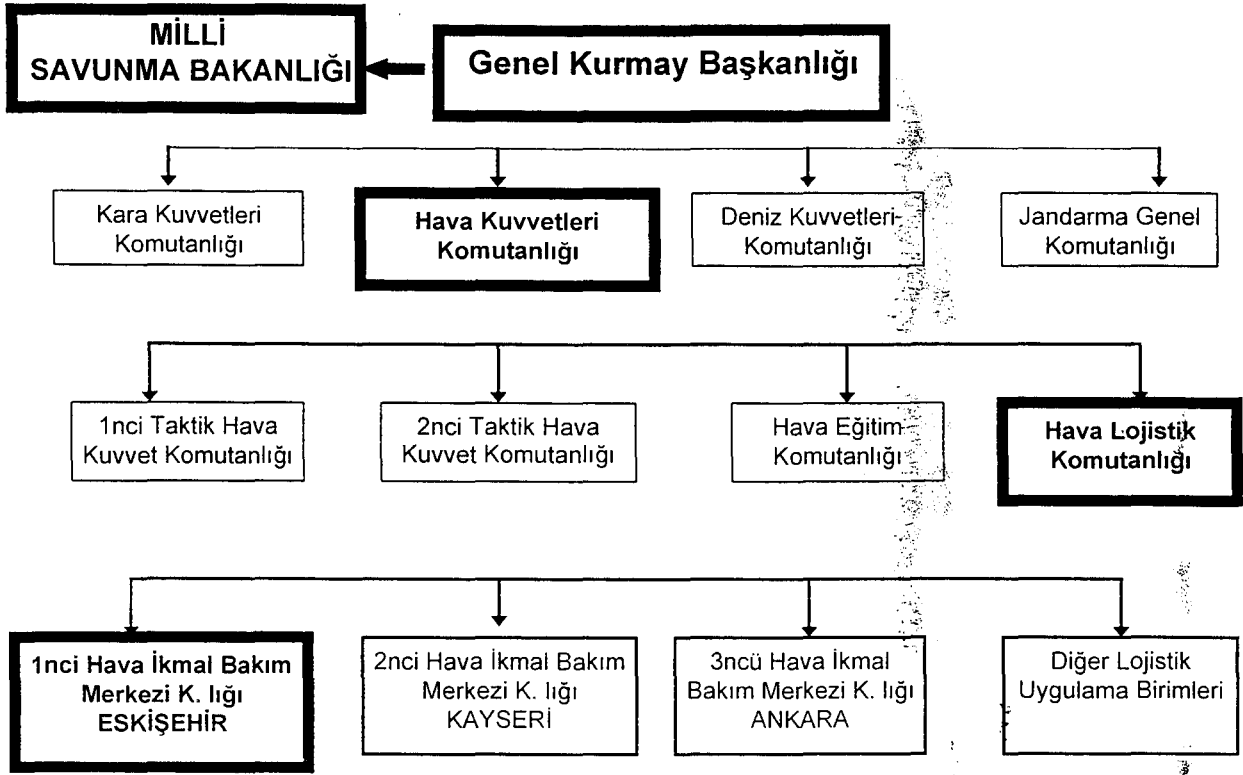 MİLLİ
SAVUNMA BAKANLIĞI
Genel Kurmay Başkanlığı
Kara Kuvvetleri
Komutanlığı
Hava Kuvvetleri
Komutanlığı
Deniz Kuvvetleri
Komutanlığı
Jandarma Genel
Komutanlığı
1nci Taktik Hava
Kuvvet Komutanlığı
2nci Taktik Hava
Kuvvet Komutanlığı
Hava Eğitim
Komutanlığı
Hava Lojistik
Komutanlığı
1nci Hava İkmal Bakım
Merkezi K. lığı
ESKİŞEHİR
2nci Hava İkmal Bakım
Merkezi K. lığı
KAYSERİ
3ncü Hava İkmal
Bakım Merkezi K. lığı
ANKARA
Diğer Lojistik
Uygulama Birimleri